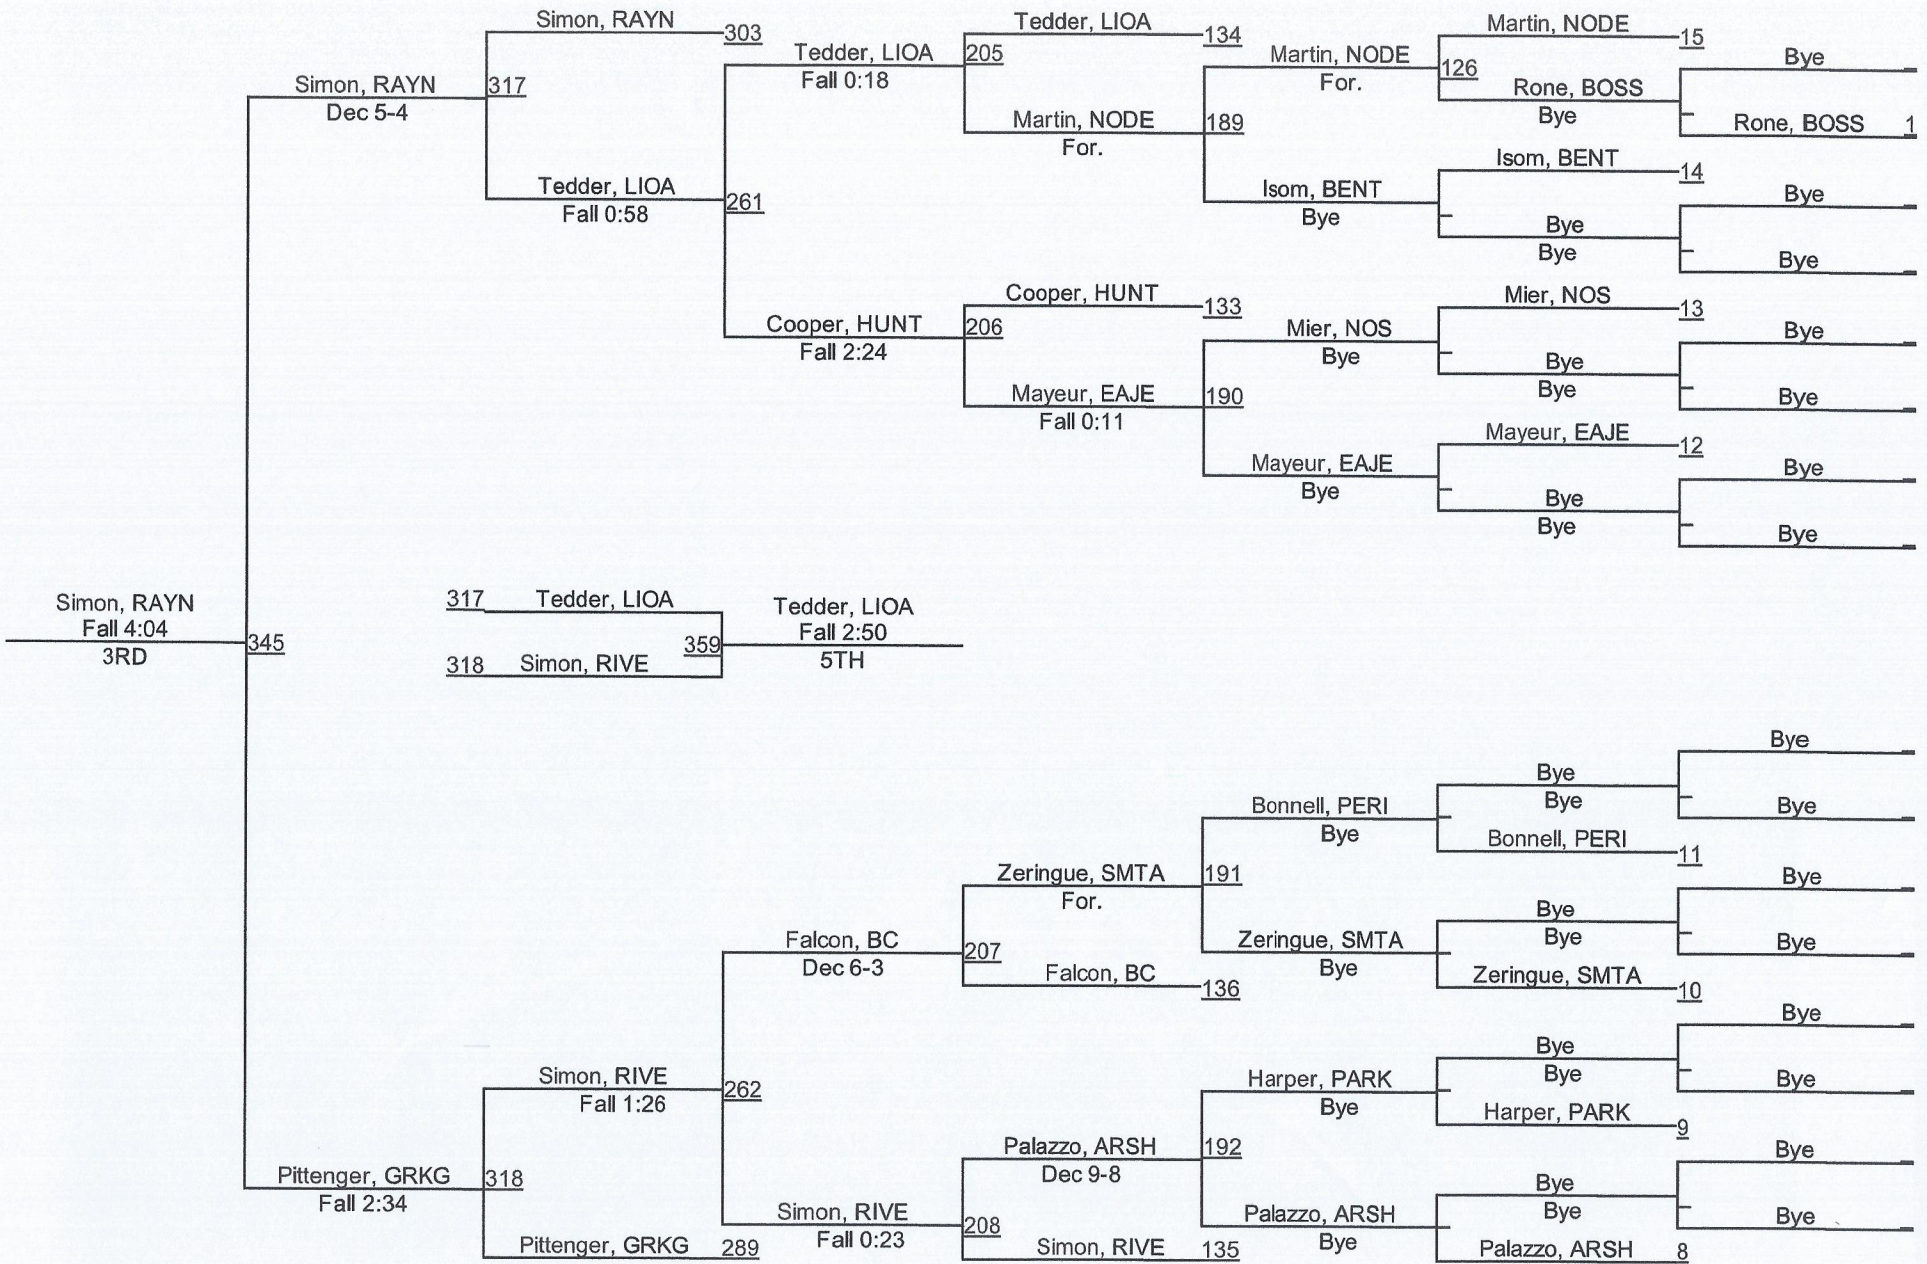 Simon, RAYN
303
Tedder, LIOA
134
Martin, NODE
15
Bye
Tedder, LIOA
Fall 0:18
205
Martin, NODE
For.
126
Rone, BOSS
Bye
Rone, BOSS 1
Simon, RAYN
Dec 5-4
317
Martin, NODE
For.
189
Isom, BENT
14
Bye
Tedder, LIOA
Fall 0:58
261
Isom, BENT
Bye
Bye
Bye
Bye
Cooper, HUNT
133
Mier, NOS
13
Bye
Cooper, HUNT
Fall 2:24
206
Mier, NOS
Bye
Bye
Bye
Bye
Mayeur, EAJE
Fall 0:11
190
Mayeur, EAJE
12
Bye
Mayeur, EAJE
Bye
Bye
Bye
Bye
Simon, RAYN
Fall 4:04
3RD
345
317 Tedder, LIOA
359
318 Simon, RIVE
Tedder, LIOA
Fall 2:50
5TH
Bye
Bye
Bye
Bye
Bonnell, PERI
Bye
Bonnell, PERI
11
Zeringue, SMTA
For.
191
Bye
Bye
Bye
Bye
Falcon, BC
Dec 6-3
207
Zeringue, SMTA
Bye
Falcon, BC
136
Zeringue, SMTA
10
Bye
Bye
Bye
Bye
Simon, RIVE
Fall 1:26
262
Harper, PARK
Bye
Harper, PARK
9
Palazzo, ARSH
Dec 9-8
192
Bye
Pittenger, GRKG
Fall 2:34
318
Bye
Bye
Bye
Simon, RIVE
Fall 0:23
208
Palazzo, ARSH
Bye
Pittenger, GRKG 289
Simon, RIVE 135
Palazzo, ARSH 8